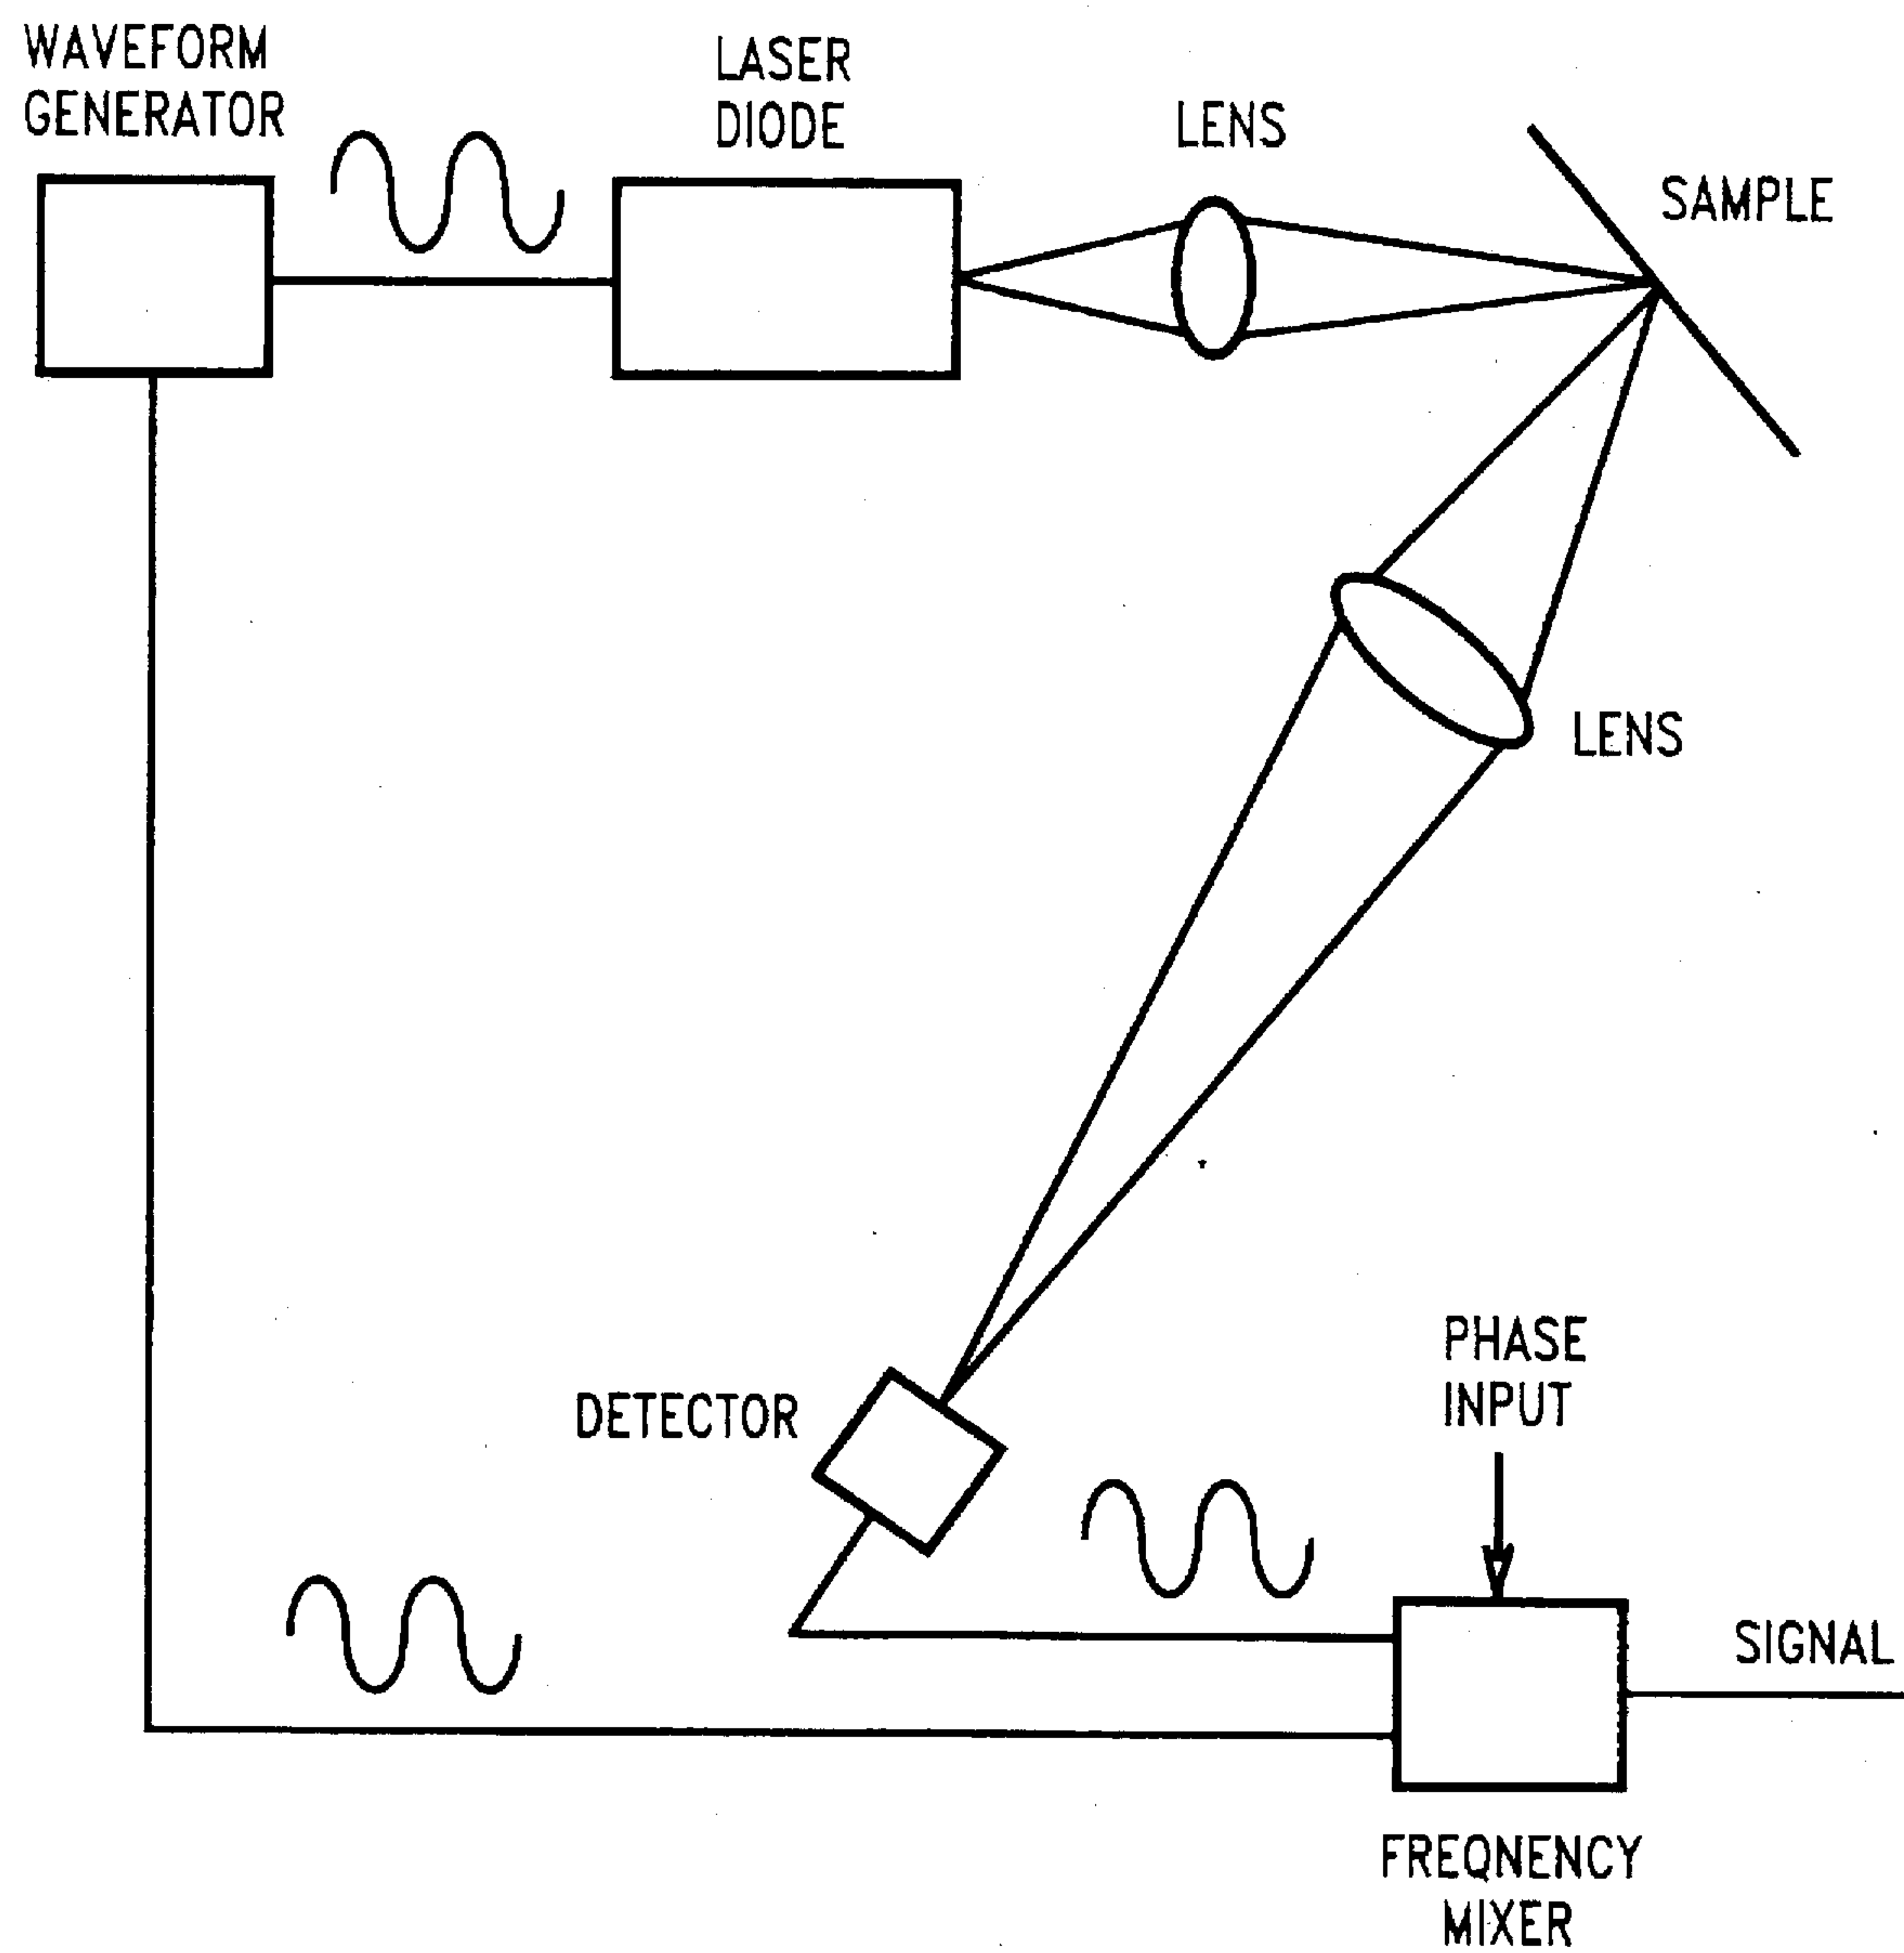 WAVEFORM
GENERATOR
LASER
DIODE
LENS
SAMPLE
LENS
DETECTOR
PHASE
INPUT
SIGNAL
FREQNENCY
MIXER